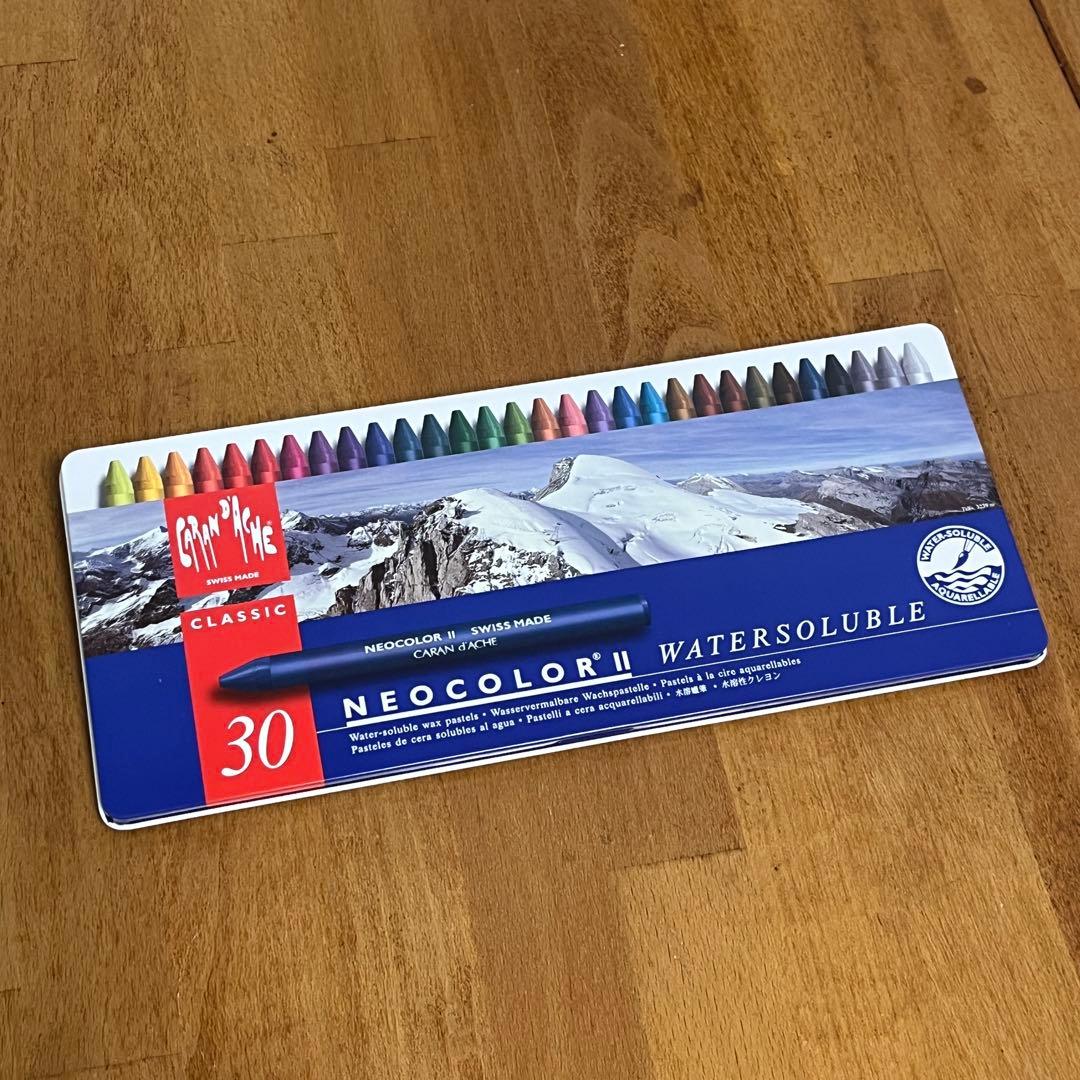 CARAN D'ACHE®
SWISS MADE
CLASSIC
30
NEOCOLOR II SWISS MADE
CARAN d'ACHE
NEOCOLOR® II WATERSOLUBLE
Water-soluble wax pastels • Wasservermalbare Wachspastelle • Pastels à la cire aquarellables
Pasteles de cera solubles al agua • Pastelli a cera acquarellabili • 水溶蠟筆 • 水溶性クレヨン
WATER-SOLUBLE
AQUARELLABLE